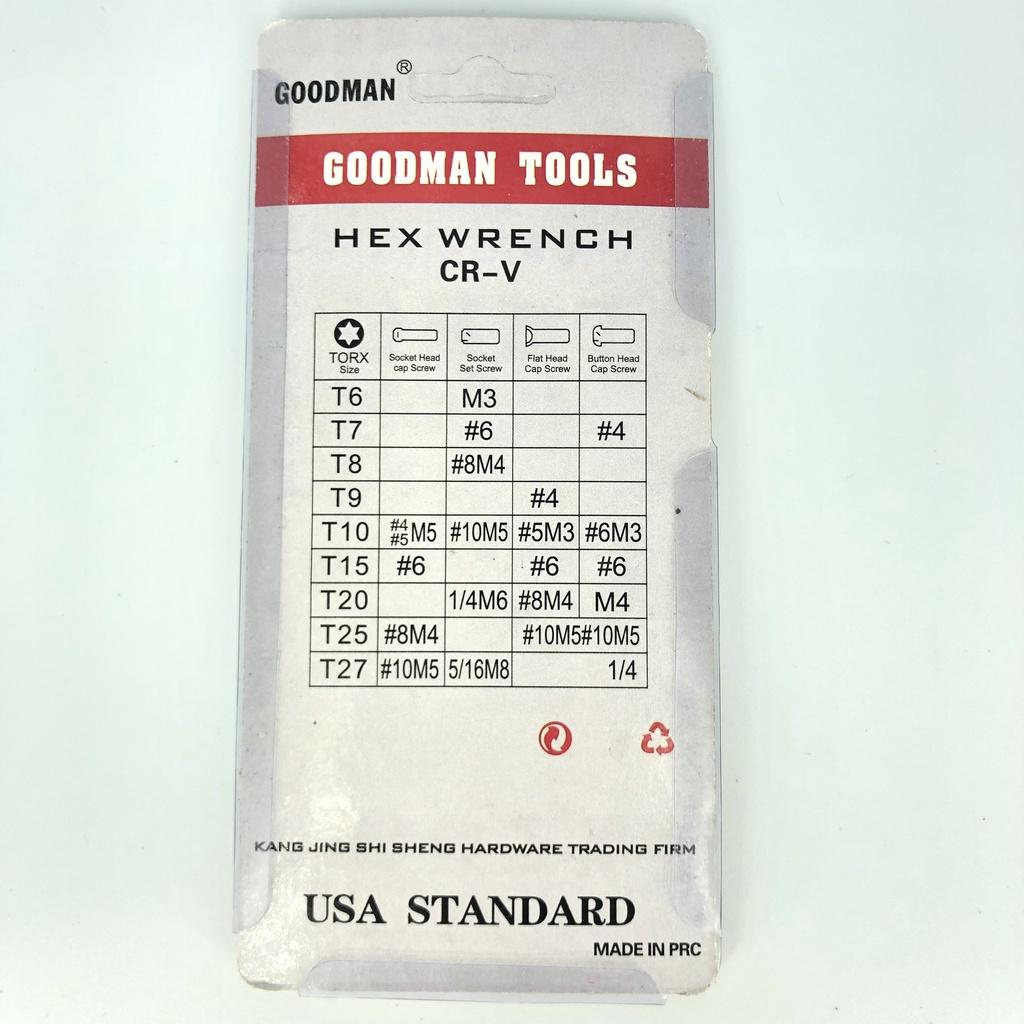 GOODMAN®
GOODMAN TOOLS
HEX WRENCH
CR-V
TORX Size Socket Head cap Screw Socket Set Screw Flat Head Cap Screw Button Head Cap Screw
T6 M3
T7 #6 #4
T8 #8M4
T9 #4
T10 #4 #5 M5 #10M5 #5M3 #6M3
T15 #6 #6 #6
T20 1/4M6 #8M4 M4
T25 #8M4 #10M5 #10M5
T27 #10M5 5/16M8 1/4
KANG JING SHI SHENG HARDWARE TRADING FIRM
USA STANDARD
MADE IN PRC